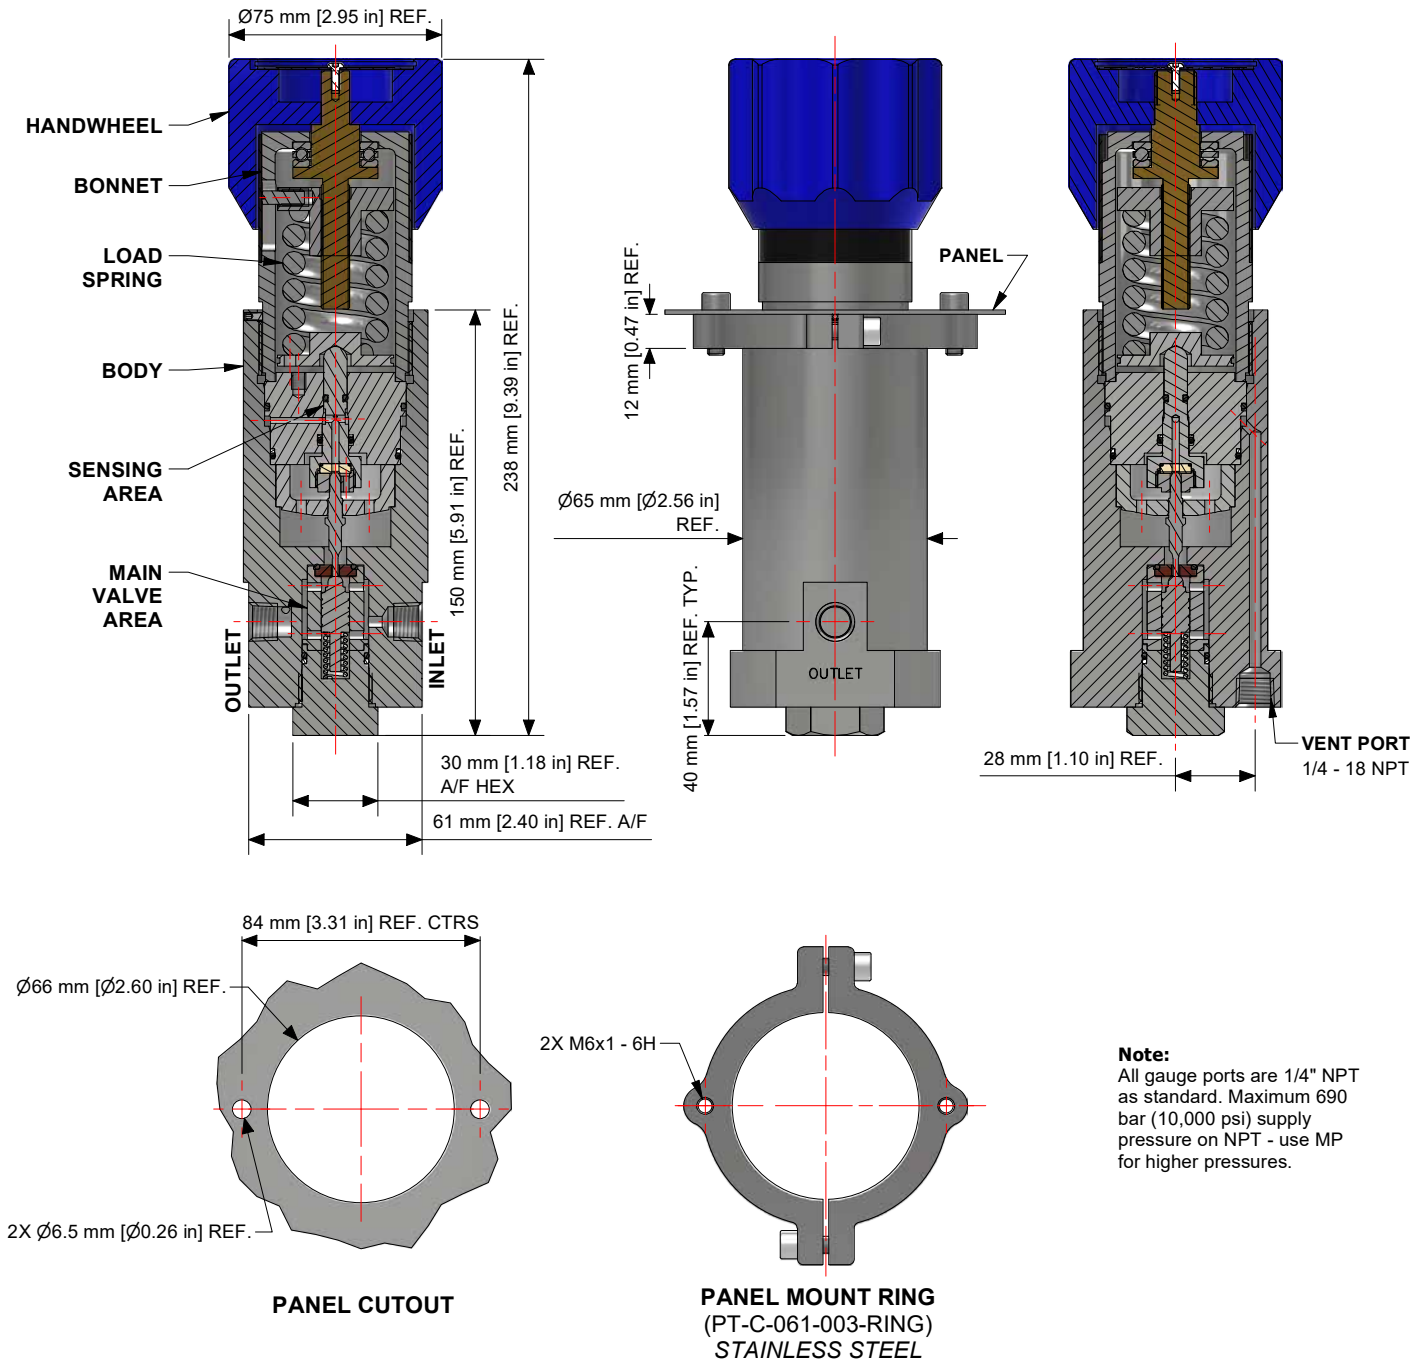 Ø75 mm [2.95 in] REF.
HANDWHEEL
BONNET
LOAD
SPRING
BODY
SENSING
AREA
MAIN
VALVE
AREA
OUTLET
INLET
150 mm [5.91 in] REF.
238 mm [9.39 in] REF.
30 mm [1.18 in] REF.
A/F HEX
61 mm [2.40 in] REF. A/F
PANEL
12 mm [0.47 in] REF.
Ø65 mm [Ø2.56 in]
REF.
40 mm [1.57 in] REF. TYP.
OUTLET
28 mm [1.10 in] REF.
VENT PORT
1/4 - 18 NPT
84 mm [3.31 in] REF. CTRS
Ø66 mm [Ø2.60 in] REF.
2X Ø6.5 mm [Ø0.26 in] REF.
PANEL CUTOUT
2X M6x1 - 6H
PANEL MOUNT RING
(PT-C-061-003-RING)
STAINLESS STEEL
Note:
All gauge ports are 1/4" NPT
as standard. Maximum 690
bar (10,000 psi) supply
pressure on NPT - use MP
for higher pressures.